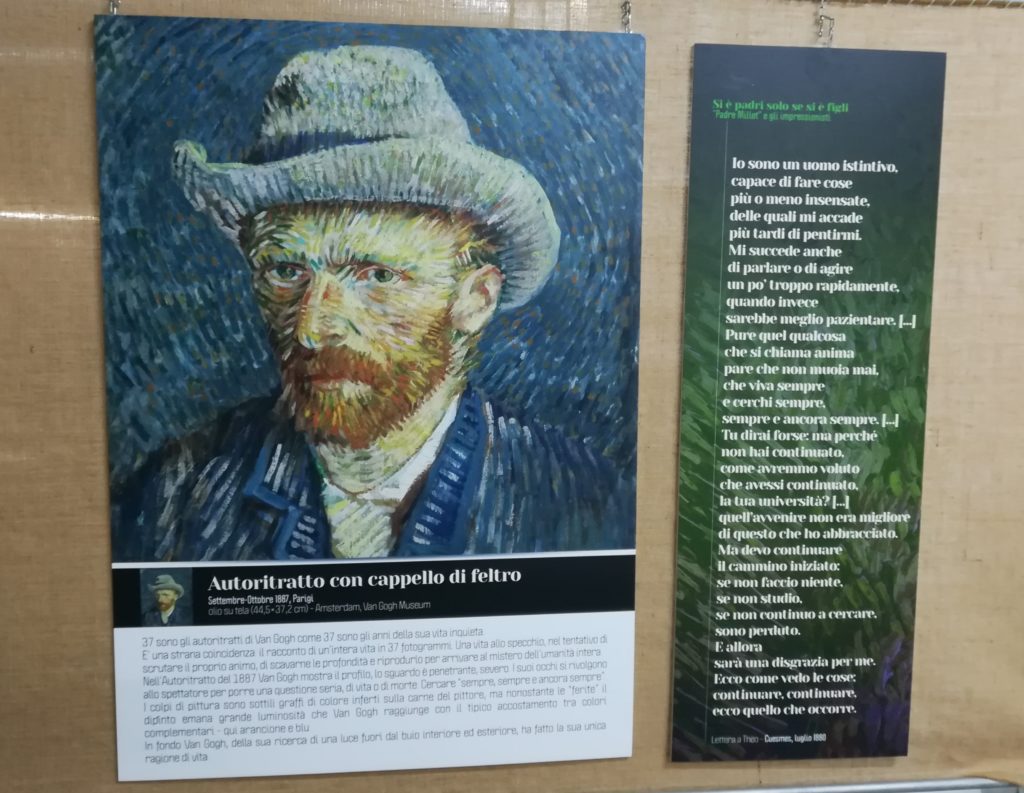 Autoritratto con cappello di feltro
Settembre-Ottobre 1887, Parigi
olio su tela (44,5×37,2 cm) - Amsterdam, Van Gogh Museum
37 sono gli autoritratti di Van Gogh come 37 sono gli anni della sua vita inquieta.
E' una strana coincidenza: il racconto di un'intera vita in 37 fotogrammi. Una vita allo specchio, nel tentativo di
scrutare il proprio animo, di scavarne le profondità e riprodurlo per arrivare al mistero dell'umanità intera.
Nell'Autoritratto del 1887 Van Gogh mostra il profilo, lo sguardo è penetrante, severo. I suoi occhi si rivolgono
allo spettatore per porre una questione seria, di vita o di morte. Cercare "sempre, sempre e ancora sempre".
I colpi di pittura sono sottili graffi di colore inferti sulla carne del pittore, ma nonostante le "ferite" il
dipinto emana grande luminosità che Van Gogh raggiunge con il tipico accostamento tra colori
complementari - qui arancione e blu.
In fondo Van Gogh, della sua ricerca di una luce fuori dal buio interiore ed esteriore, ha fatto la sua unica
ragione di vita
Si è padri solo se si è figli
"Padre Millet" e gli impressionisti
Io sono un uomo istintivo,
capace di fare cose
più o meno insensate,
delle quali mi accade
più tardi di pentirmi.
Mi succede anche
di parlare o di agire
un po' troppo rapidamente,
quando invece
sarebbe meglio pazientare. [...]
Pure quel qualcosa
che si chiama anima
pare che non muoia mai,
che viva sempre
e cerchi sempre,
sempre e ancora sempre. [...]
Tu dirai forse: ma perché
non hai continuato,
come avremmo voluto
che avessi continuato,
la tua università? [...]
quell'avvenire non era migliore
di questo che ho abbracciato.
Ma devo continuare
il cammino iniziato:
se non faccio niente,
se non studio,
se non continuo a cercare,
sono perduto.
E allora
sarà una disgrazia per me.
Ecco come vedo le cose:
continuare, continuare,
ecco quello che occorre.
Lettera a Theo - Cuesmes, luglio 1880